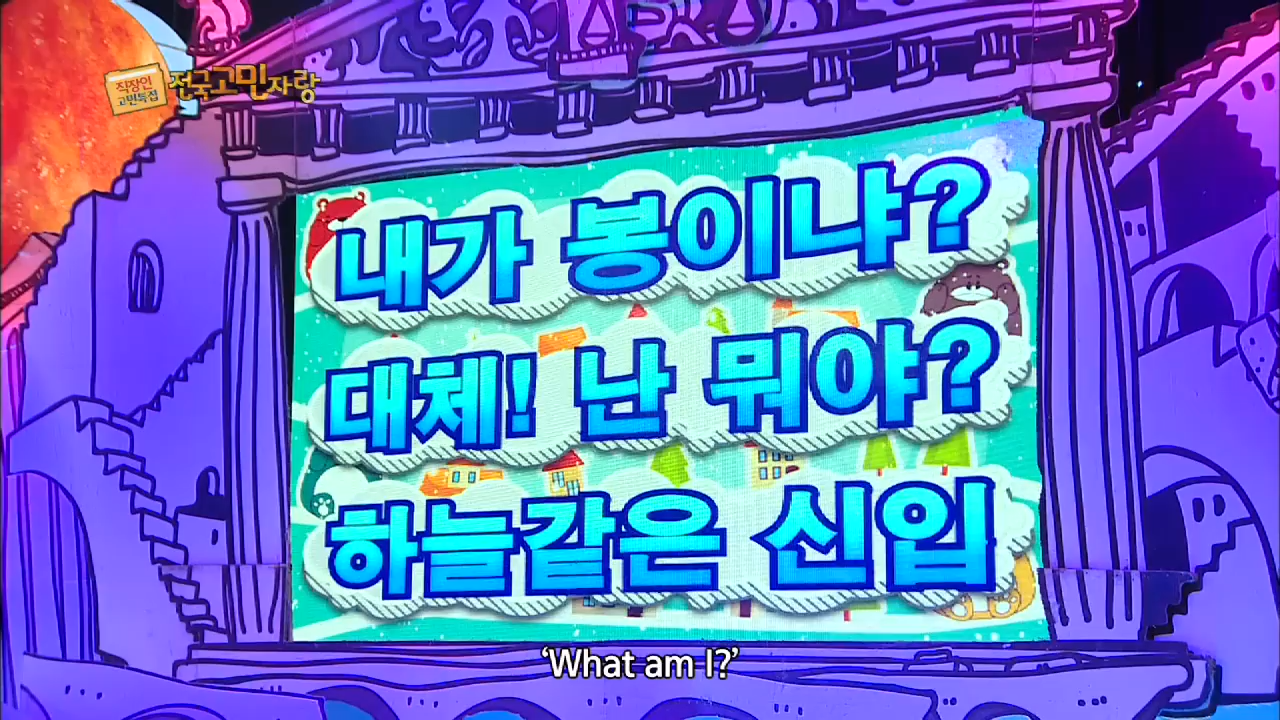 직장인
고민특집
전국고민자랑
내가 봉이냐?
대체! 난 뭐야?
하늘같은 신입
‘What am I?’